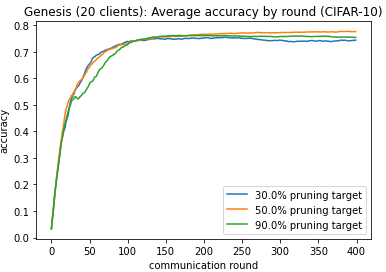 Genesis (20 clients): Average accuracy by round (CIFAR-10)
0.8
0.7
0.6
0.5
0.4
0.3
0.2
0.1
0.0
accuracy
0 50 100 150 200 250 300 350 400
communication round
30.0% pruning target
50.0% pruning target
90.0% pruning target